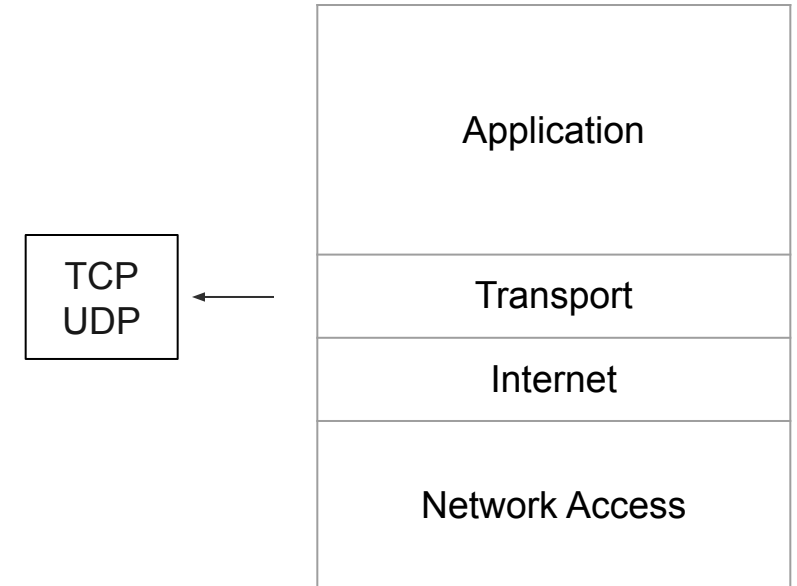 Application
TCP
UDP
Transport
Internet
Network Access